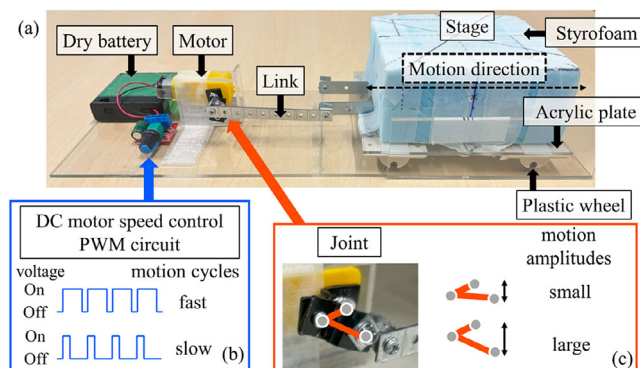 (a)
Dry battery
Motor
Link
Stage
Styrofoam
Motion direction
Acrylic plate
Plastic wheel
DC motor speed control
PWM circuit
voltage
motion cycles
On
Off
fast
On
Off
slow
(b)
Joint
motion
amplitudes
small
large
(c)